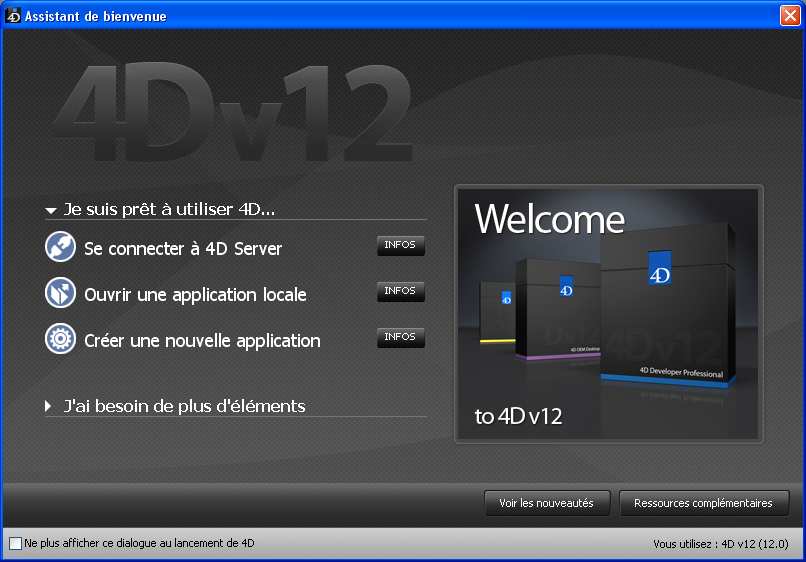 4D Assistant de bienvenue
4Dv12
Je suis prêt à utiliser 4D...
Se connecter à 4D Server
INFOS
Ouvrir une application locale
INFOS
Créer une nouvelle application
INFOS
J'ai besoin de plus d'éléments
Welcome
4D
4D
4D
4Dv12
4D OEM Desktop
4D Developer Professional
to 4D v12
Voir les nouveautés
Ressources complémentaires
Ne plus afficher ce dialogue au lancement de 4D
Vous utilisez : 4D v12 (12.0)